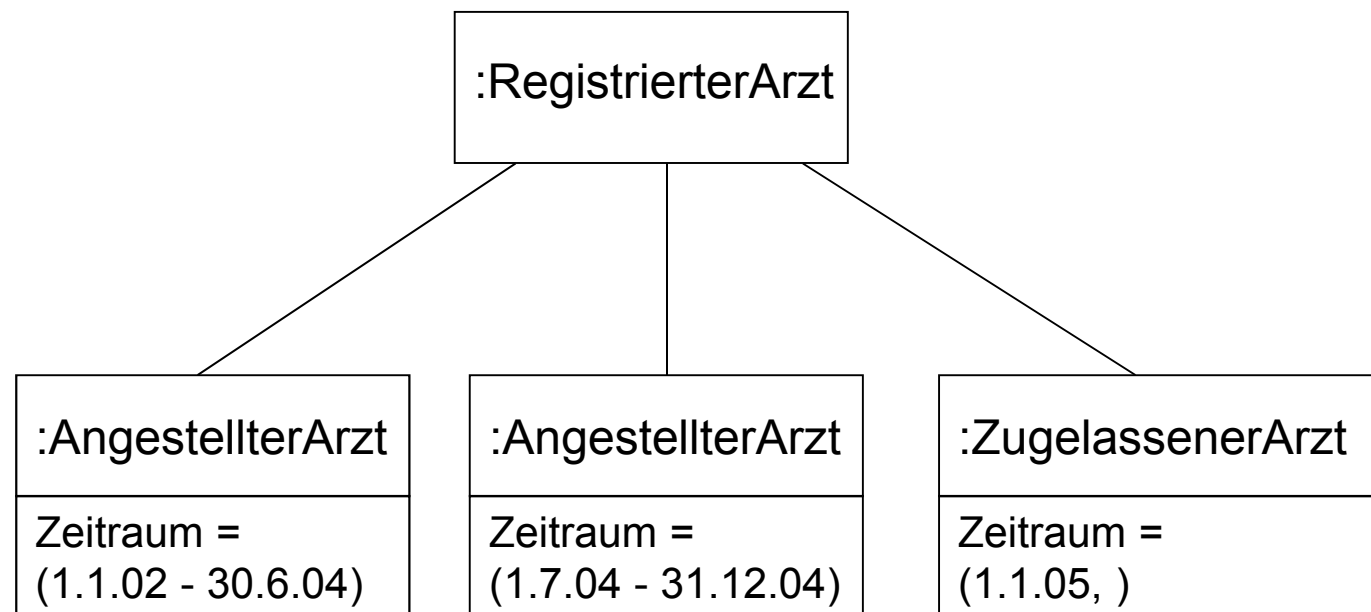 :RegistrierterArzt
:AngestellterArzt
Zeitraum =
(1.1.02 - 30.6.04)
:AngestellterArzt
Zeitraum =
(1.7.04 - 31.12.04)
:ZugelassenerArzt
Zeitraum =
(1.1.05, )